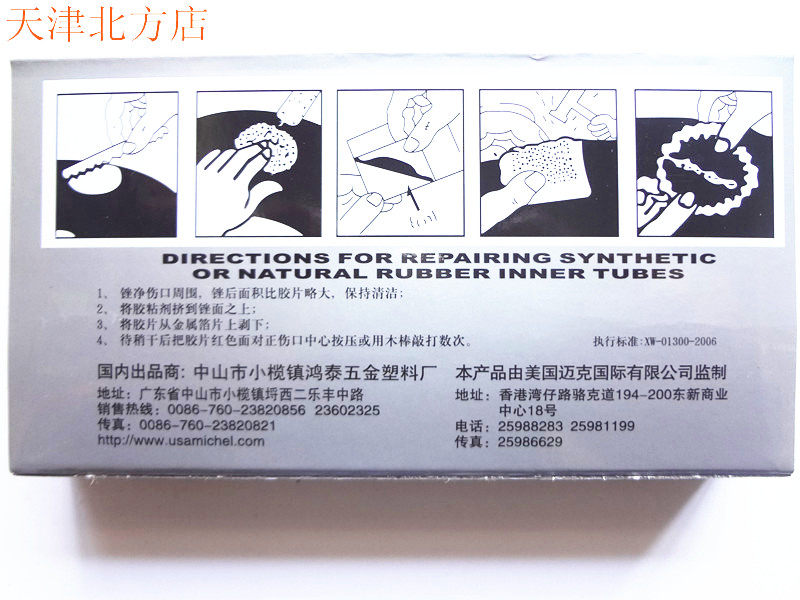 天津北方店
DIRECTIONS FOR REPAIRING SYNTHETIC
OR NATURAL RUBBER INNER TUBES
1、锉净伤口周围，锉后面积比胶片略大，保持清洁；
2、将胶粘剂挤到锉面之上；
3、将胶片从金属箔片上剥下；
4、待稍干后把胶片红色面对正伤口中心按压或用木棒敲打数次。
执行标准:XW-01300-2006
国内出品商：中山市小榄镇鸿泰五金塑料厂
地址：广东省中山市小榄镇埒西二乐丰中路
销售热线：0086-760-23820856 23602325
传真：0086-760-23820821
http://www.usamichel.com
本产品由美国迈克国际有限公司监制
地址：香港湾仔路骆克道194-200东新商业
中心18号
电话：25988283 25981199
传真：25986629